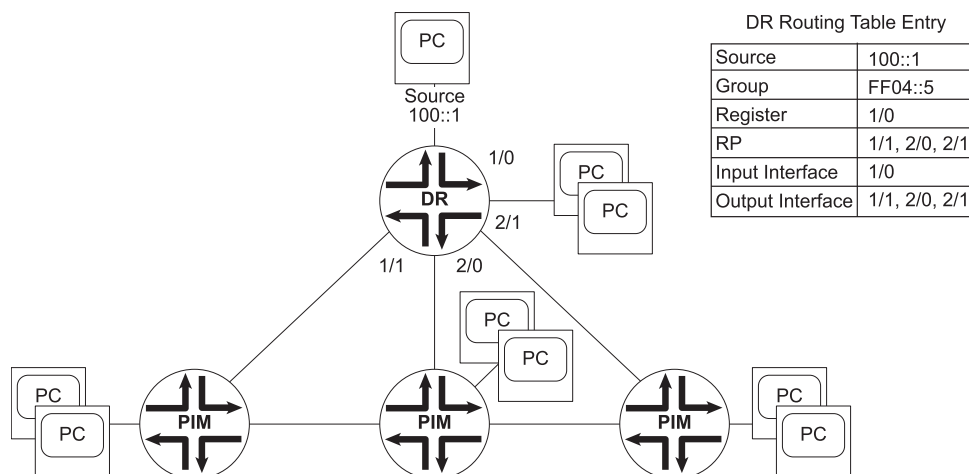 DR Routing Table Entry
Source 100::1
Group FF04::5
Register 1/0
RP 1/1, 2/0, 2/1
Input Interface 1/0
Output Interface 1/1, 2/0, 2/1
PC
Source
100::1
1/0
PC
PC
DR
2/1
1/1
2/0
PC
PC
PC
PC
PIM
PIM
PIM
PC
PC